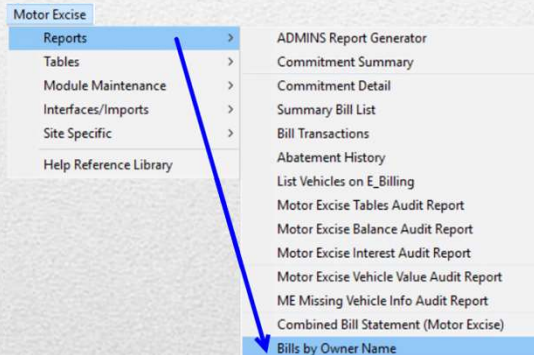 Motor Excise
Reports
Tables
Module Maintenance
Interfaces/Imports
Site Specific
Help Reference Library
ADMINS Report Generator
Commitment Summary
Commitment Detail
Summary Bill List
Bill Transactions
Abatement History
List Vehicles on E_Billing
Motor Excise Tables Audit Report
Motor Excise Balance Audit Report
Motor Excise Interest Audit Report
Motor Excise Vehicle Value Audit Report
ME Missing Vehicle Info Audit Report
Combined Bill Statement (Motor Excise)
Bills by Owner Name